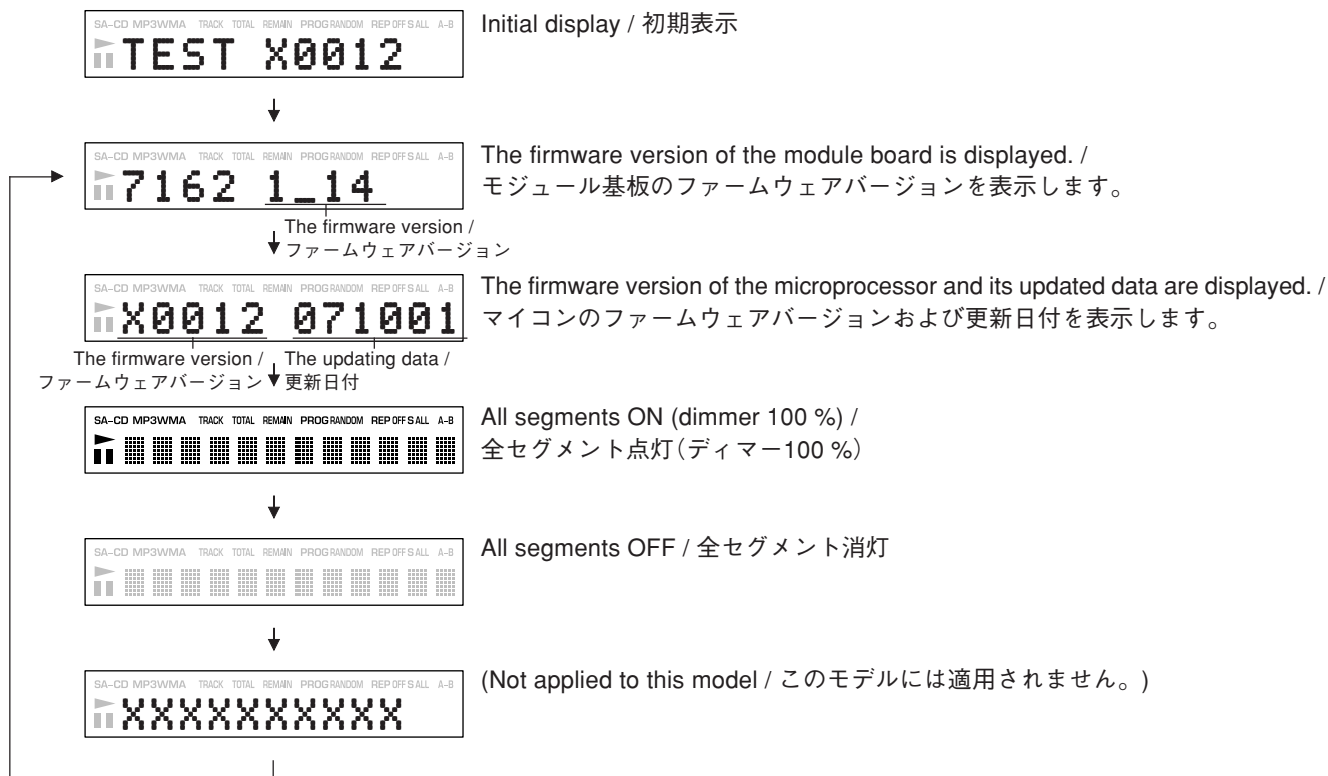 SA-CD MP3WMA TRACK TOTAL REMAIN PROG RANDOM REP OFF S ALL A-B
TEST X0012
Initial display / 初期表示
SA-CD MP3WMA TRACK TOTAL REMAIN PROG RANDOM REP OFF S ALL A-B
7162 1_14
The firmware version of the module board is displayed. /
モジュール基板のファームウェアバージョンを表示します。
The firmware version /
ファームウェアバージョン
SA-CD MP3WMA TRACK TOTAL REMAIN PROG RANDOM REP OFF S ALL A-B
X0012 071001
The firmware version of the microprocessor and its updated data are displayed. /
マイコンのファームウェアバージョンおよび更新日付を表示します。
The firmware version /
ファームウェアバージョン
The updating data /
更新日付
SA-CD MP3WMA TRACK TOTAL REMAIN PROG RANDOM REP OFF S ALL A-B
All segments ON (dimmer 100 %) /
全セグメント点灯（ディマー100 %）
SA-CD MP3WMA TRACK TOTAL REMAIN PROG RANDOM REP OFF S ALL A-B
All segments OFF / 全セグメント消灯
SA-CD MP3WMA TRACK TOTAL REMAIN PROG RANDOM REP OFF S ALL A-B
XXXXXXXXXX
(Not applied to this model / このモデルには適用されません。)